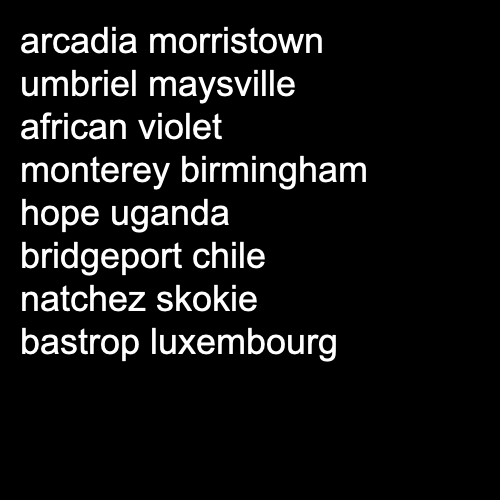 arcadia morristown
umbriel maysville
african violet
monterey birmingham
hope uganda
bridgeport chile
natchez skokie
bastrop luxembourg